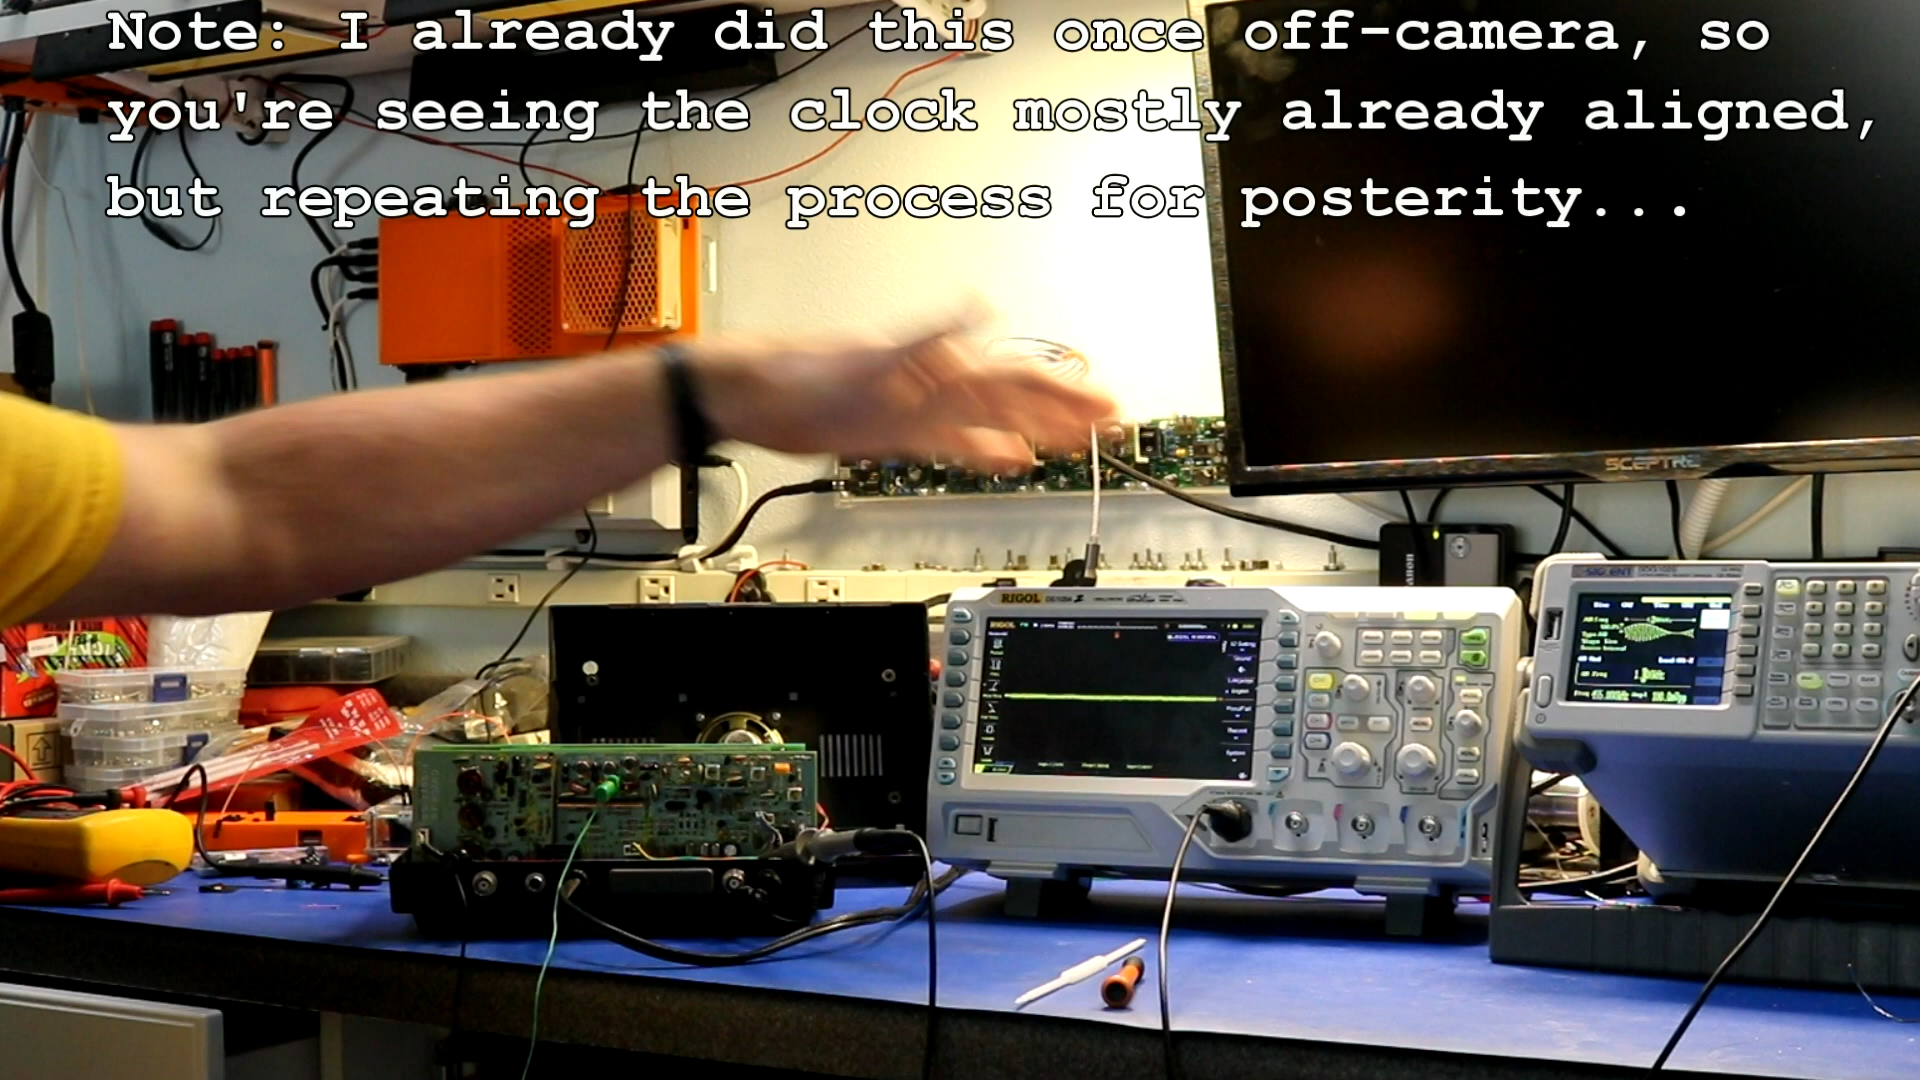 Note: I already did this once off-camera, so
you're seeing the clock mostly already aligned,
but repeating the process for posterity...
SCEPTRE
RIGOL
SIGLENT